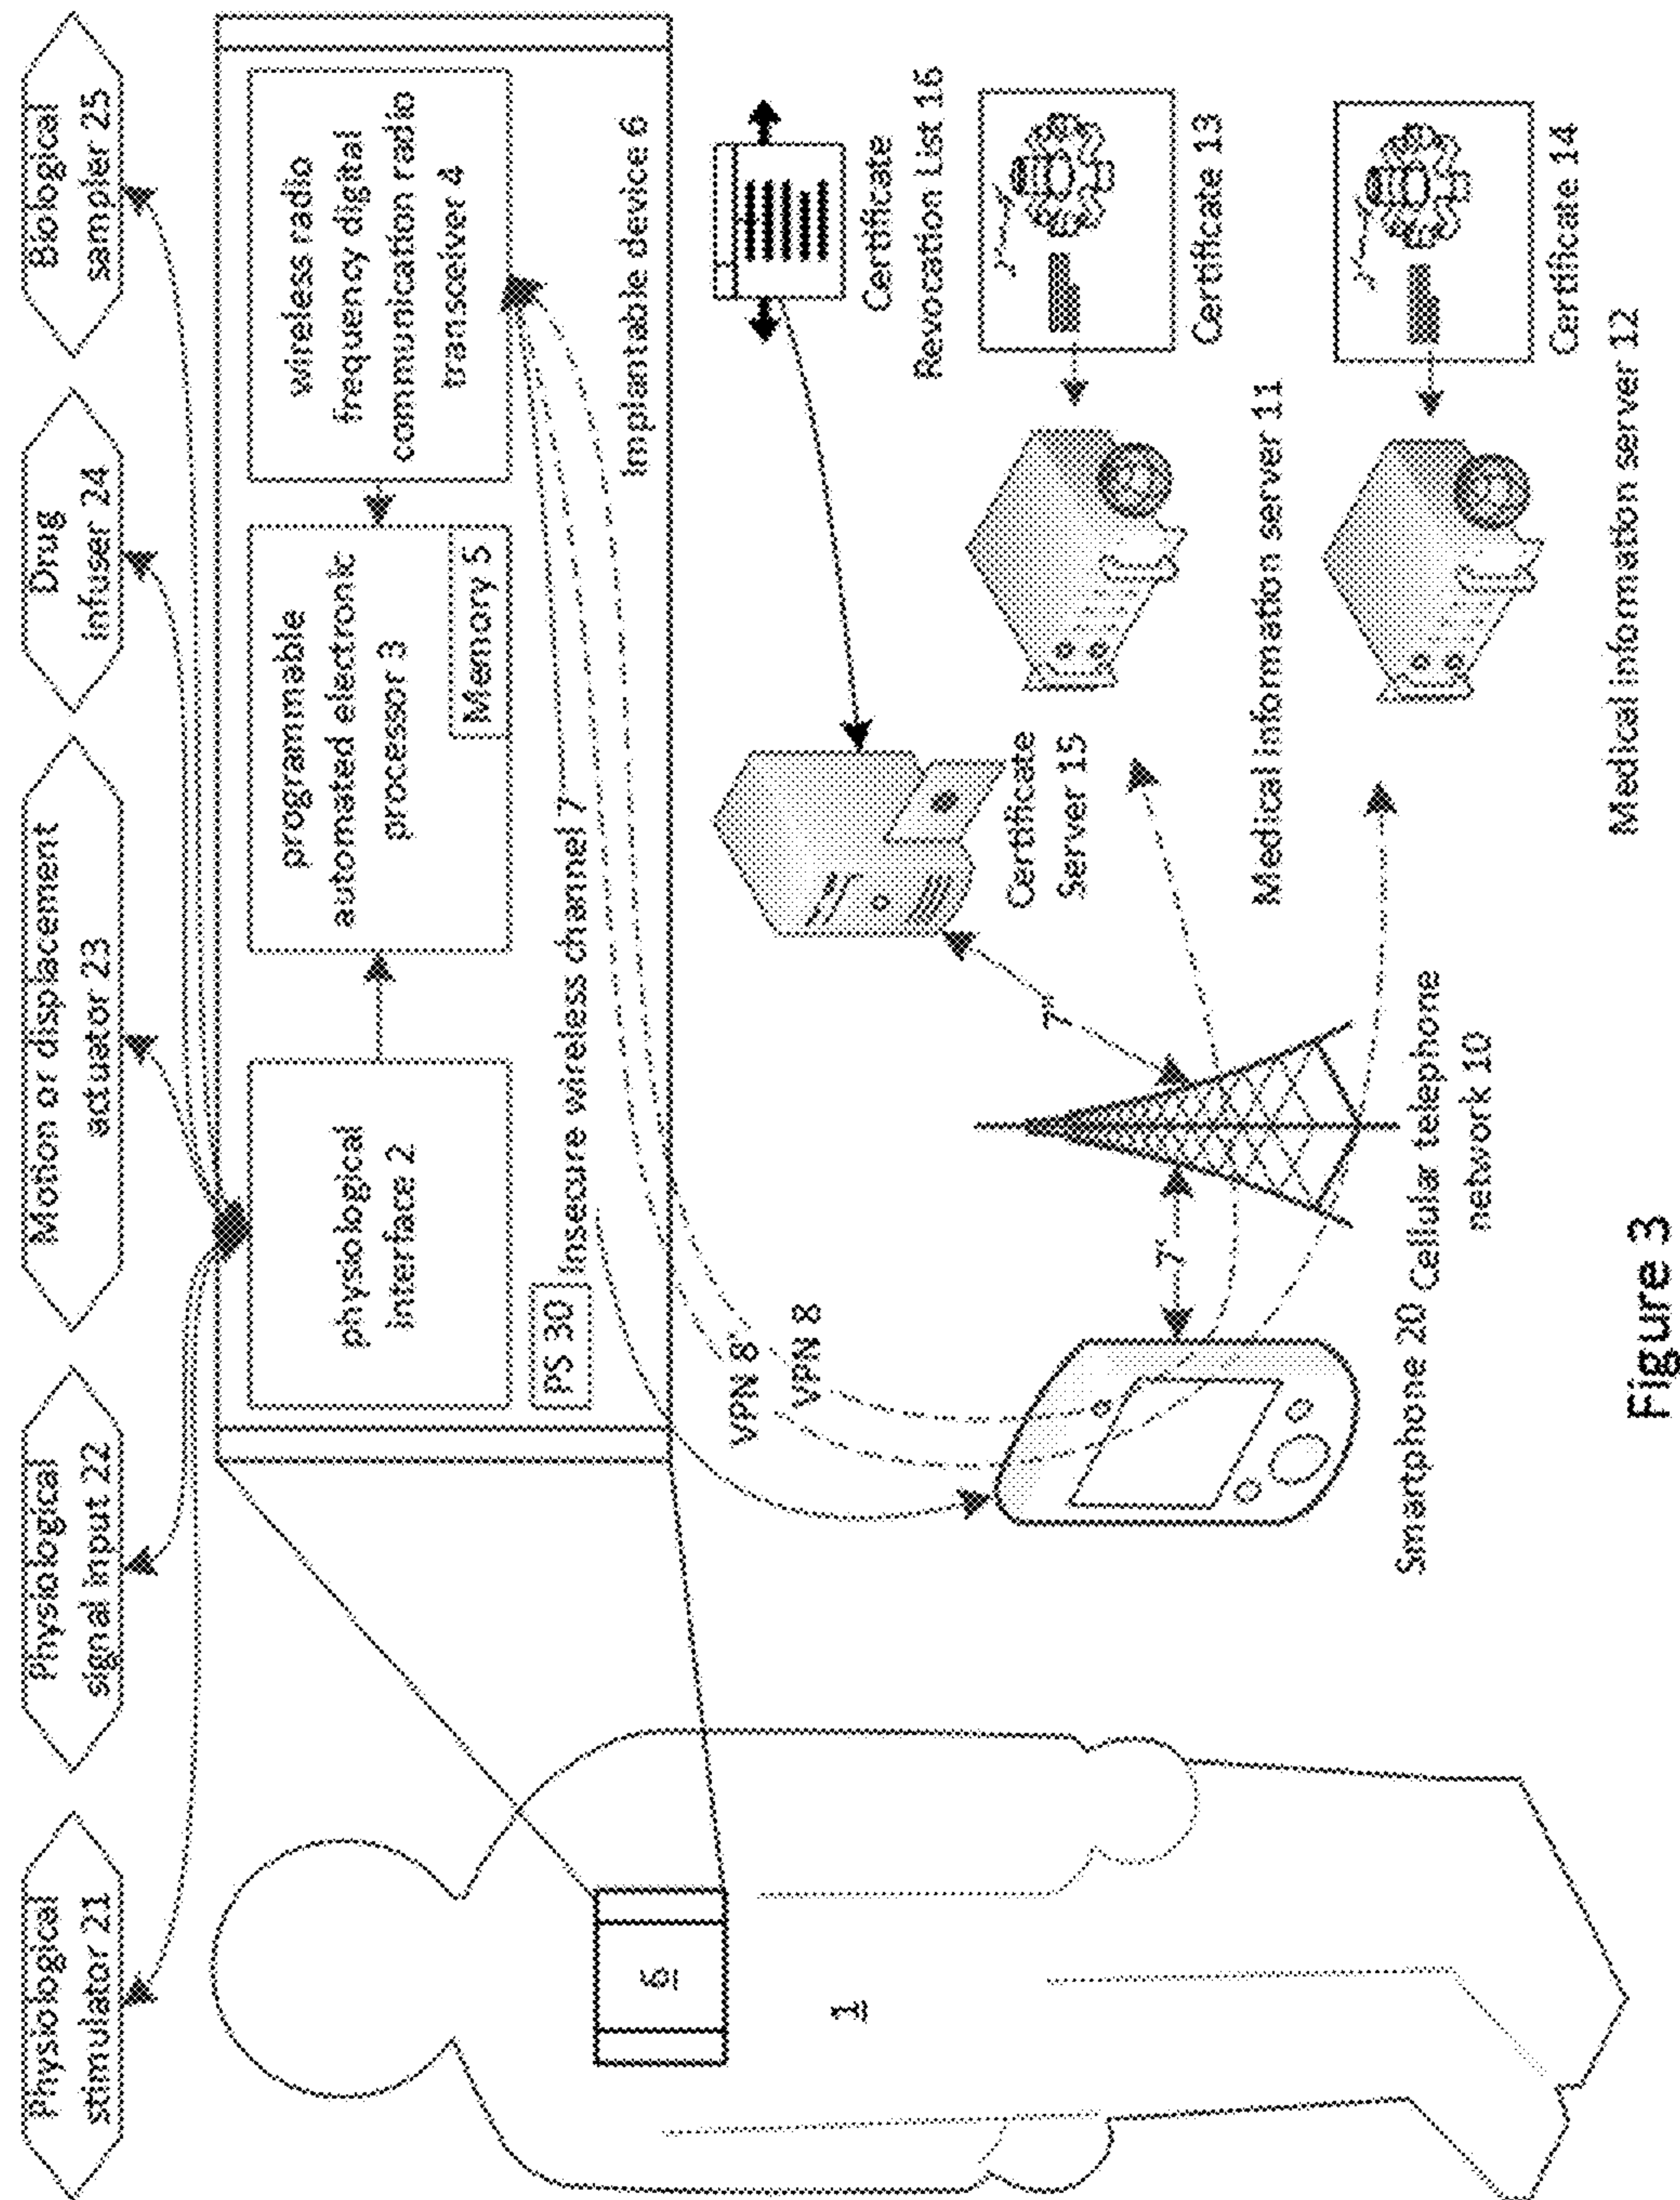 Physiological
stimulator 21
Physiological
signal input 22
Motion or displacement
actuator 23
Drug
infuser 24
Biological
sampler 25
physiological
interface 2
programmable
automated electronic
processor 3
Memory 5
wireless radio
frequency digital
communication radio
transceiver 4
PS 30
Insecure wireless channel 7
Implantable device 6
6
1
VPN 8'
VPN 8
Certificate
Revocation List 16
Certificate
Server 15
7"
7'
Certificate 13
Medical information server 11
Certificate 14
Medical information server 12
Smartphone 20
Cellular telephone
network 10
Figure 3